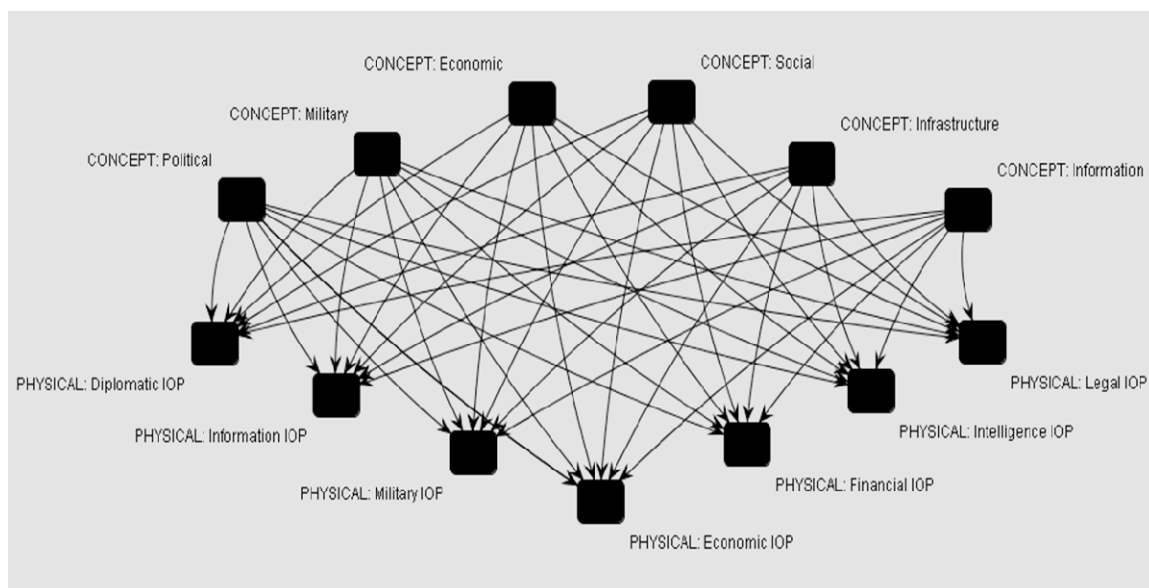 CONCEPT: Economic
CONCEPT: Social
CONCEPT: Military
CONCEPT: Infrastructure
CONCEPT: Political
CONCEPT: Information
PHYSICAL: Diplomatic IOP
PHYSICAL: Legal IOP
PHYSICAL: Information IOP
PHYSICAL: Intelligence IOP
PHYSICAL: Military IOP
PHYSICAL: Financial IOP
PHYSICAL: Economic IOP